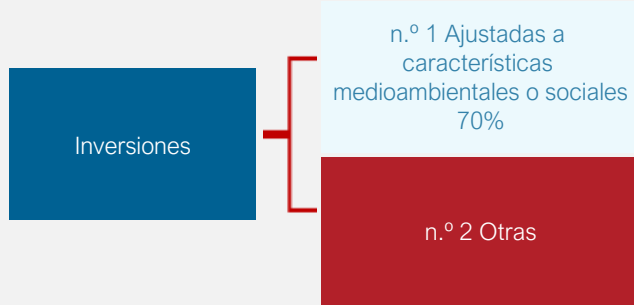 n.º 1 Ajustadas a
características
medioambientales o sociales
70%
Inversiones
n.º 2 Otras